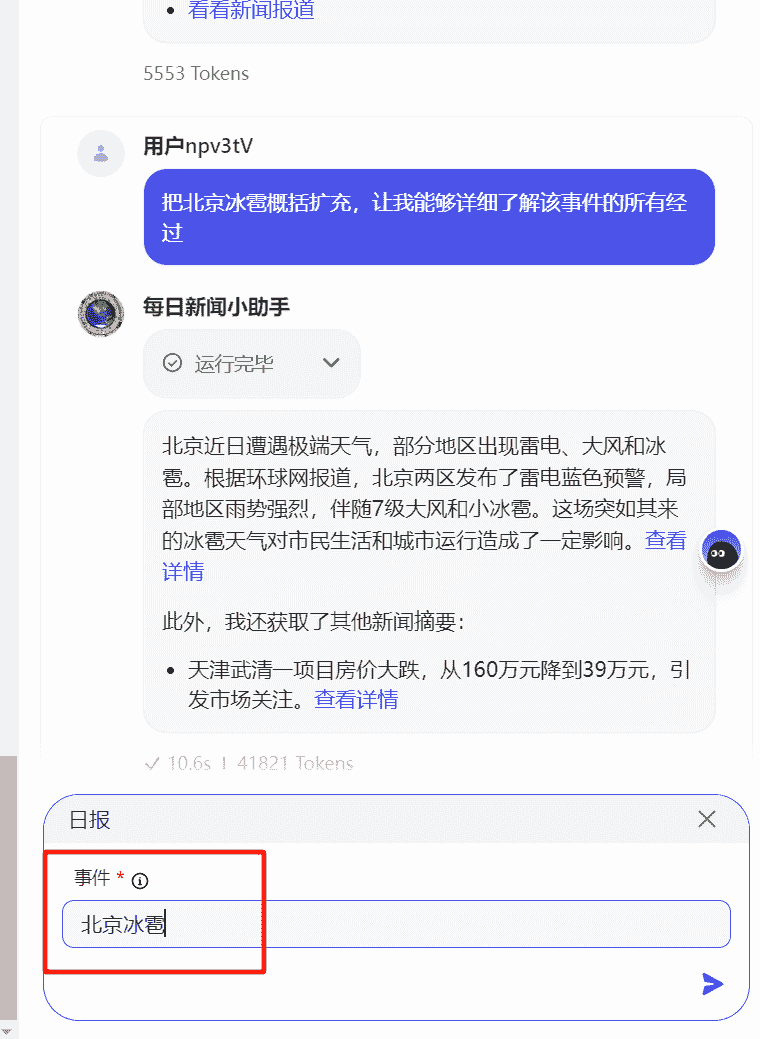 看看新闻报道
5553 Tokens
用户npv3tV
把北京冰雹概括扩充，让我能够详细了解该事件的所有经
过
每日新闻小助手
运行完毕
北京近日遭遇极端天气，部分地区出现雷电、大风和冰
雹。根据环球网报道，北京两区发布了雷电蓝色预警，局
部地区雨势强烈，伴随7级大风和小冰雹。这场突如其来
的冰雹天气对市民生活和城市运行造成了一定影响。查看
详情
此外，我还获取了其他新闻摘要：
天津武清一项目房价大跌，从160万元降到39万元，引
发市场关注。查看详情
10.6s | 41821 Tokens
日报
事件 *
北京冰雹